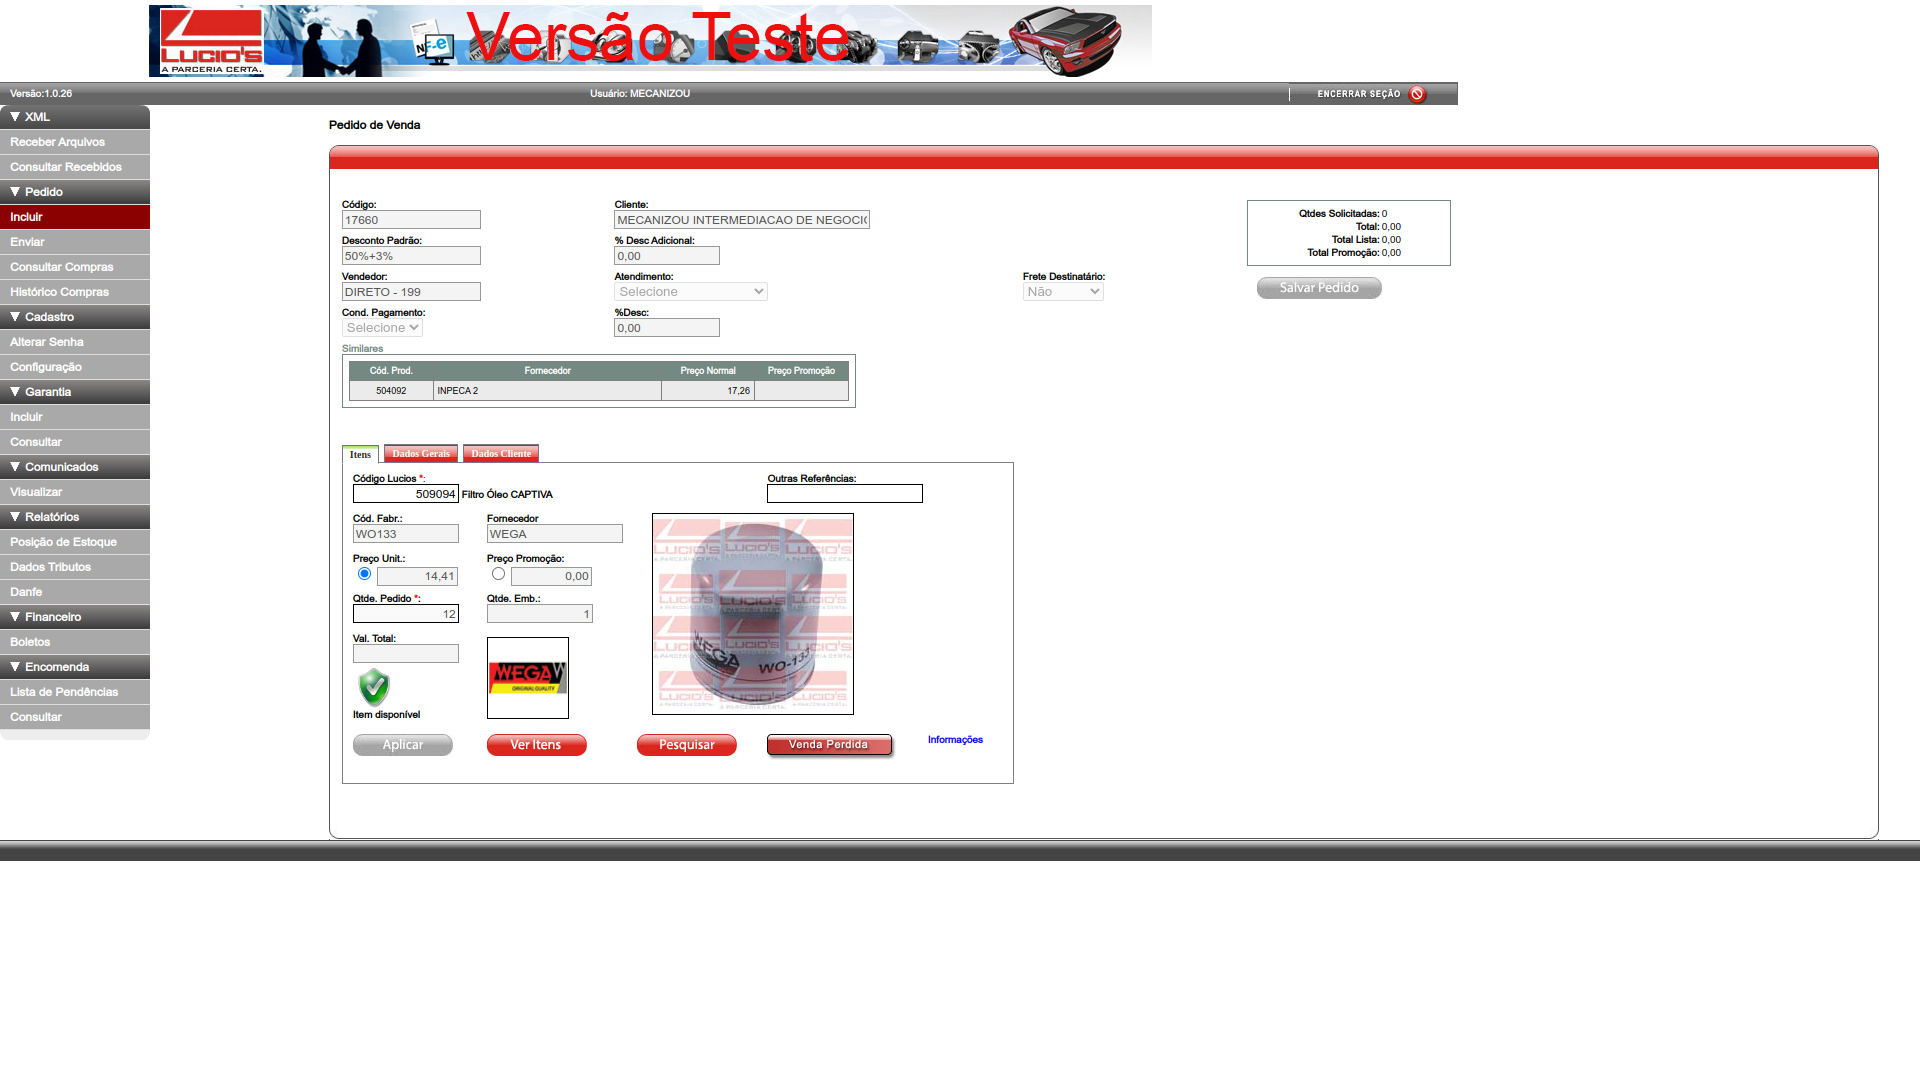 LUCIO'S
A PARCERIA CERTA.
NF-e
Versão Teste
Versão:1.0.26
Usuário: MECANIZOU
ENCERRAR SEÇÃO
▼ XML
Receber Arquivos
Consultar Recebidos
▼ Pedido
Incluir
Enviar
Consultar Compras
Histórico Compras
▼ Cadastro
Alterar Senha
Configuração
▼ Garantia
Incluir
Consultar
▼ Comunicados
Visualizar
▼ Relatórios
Posição de Estoque
Dados Tributos
Danfe
▼ Financeiro
Boletos
▼ Encomenda
Lista de Pendências
Consultar
Pedido de Venda
Código:
17660
Cliente:
MECANIZOU INTERMEDIACAO DE NEGOCI
Desconto Padrão:
50%+3%
% Desc Adicional:
0,00
Vendedor:
DIRETO - 199
Atendimento:
Selecione
Frete Destinatário:
Não
Cond. Pagamento:
Selecione
%Desc:
0,00
Qtdes Solicitadas: 0
Total: 0,00
Total Lista: 0,00
Total Promoção: 0,00
Salvar Pedido
Similares
Cód. Prod. Fornecedor Preço Normal Preço Promoção
504092 INPECA 2 17,26
Itens Dados Gerais Dados Cliente
Código Lucios *:
509094 Filtro Óleo CAPTIVA
Outras Referências:
Cód. Fabr.:
WO133
Fornecedor
WEGA
Preço Unit.:
14,41
Preço Promoção:
0,00
Qtde. Pedido *:
12
Qtde. Emb.:
1
Val. Total:
Item disponível
WEGA
ORIGINAL QUALITY
LUCIO'S
A PARCERIA CERTA.
WEGA WO-133
Aplicar
Ver Itens
Pesquisar
Venda Perdida
Informações